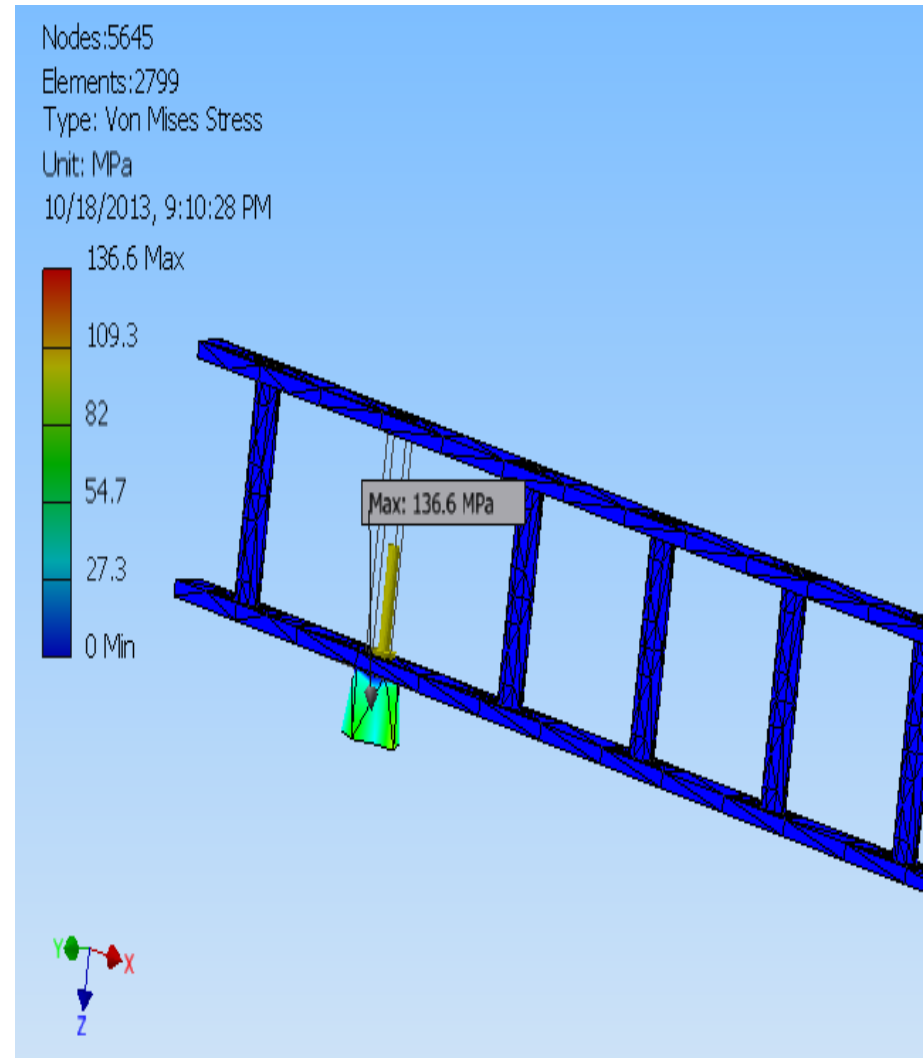 Nodes:5645
Elements:2799
Type: Von Mises Stress
Unit: MPa
10/18/2013, 9:10:28 PM
136.6 Max
109.3
82
54.7
27.3
0 Min
Max: 136.6 MPa
Y
X
Z